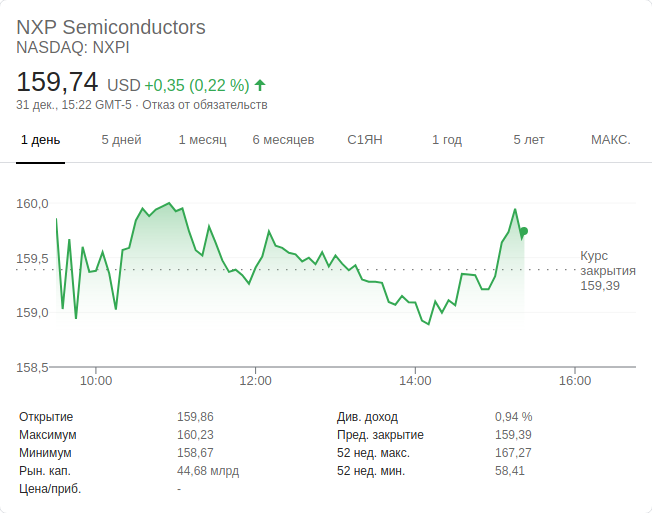 NXP Semiconductors
NASDAQ: NXPI
159,74 USD +0,35 (0,22 %)
31 дек., 15:22 GMT-5 · Отказ от обязательств
1 день 5 дней 1 месяц 6 месяцев С1ЯН 1 год 5 лет МАКС.
160,0
159,5
159,0
158,5
Курс
закрытия
159,39
10:00 12:00 14:00 16:00
Открытие 159,86 Див. доход 0,94 %
Максимум 160,23 Пред. закрытие 159,39
Минимум 158,67 52 нед. макс. 167,27
Рын. кап. 44,68 млрд 52 нед. мин. 58,41
Цена/приб. -